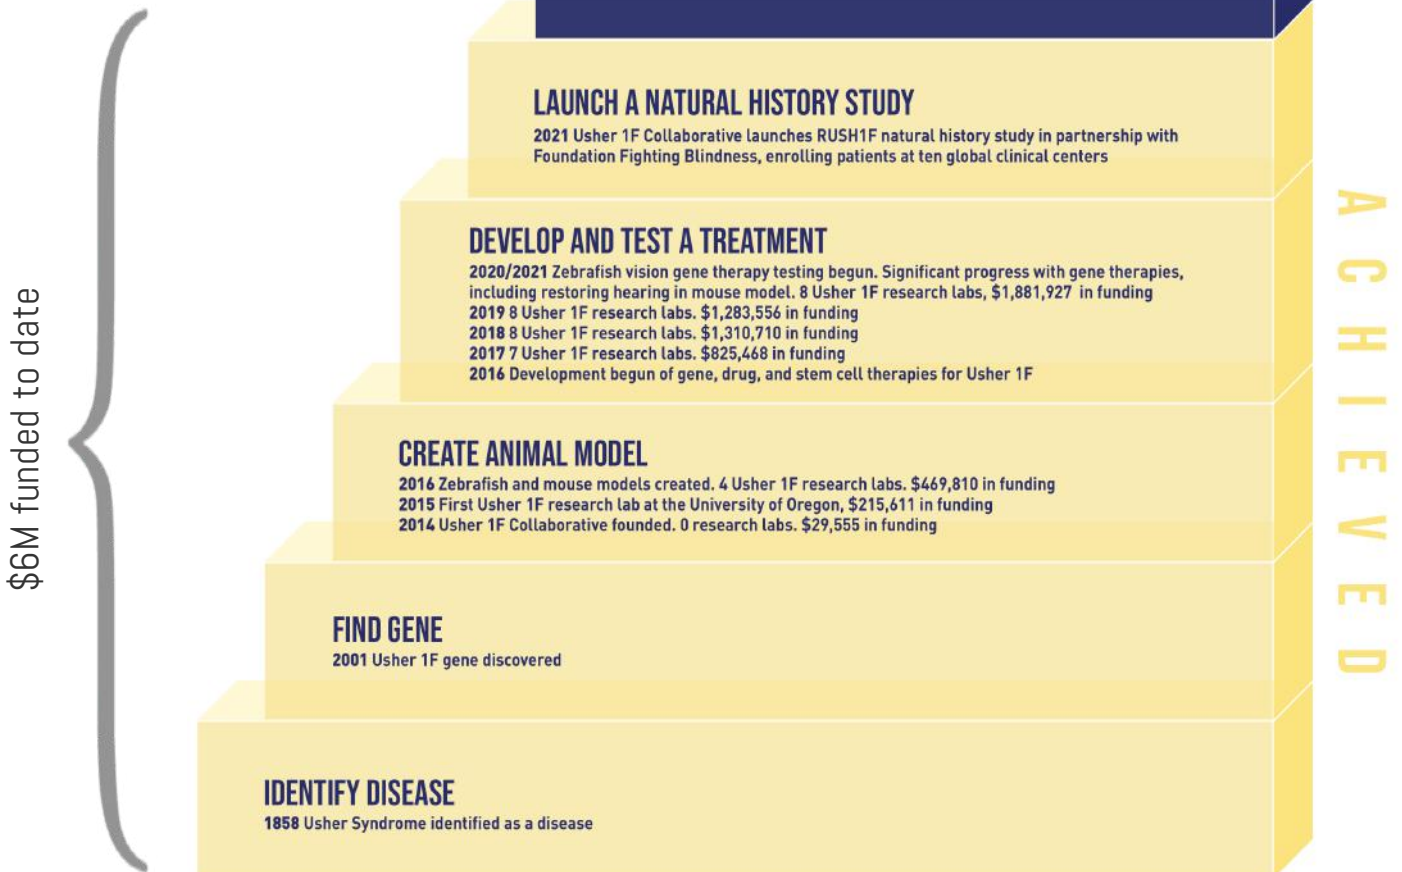 $6M funded to date
LAUNCH A NATURAL HISTORY STUDY
2021 Usher 1F Collaborative launches RUSH1F natural history study in partnership with
Foundation Fighting Blindness, enrolling patients at ten global clinical centers
DEVELOP AND TEST A TREATMENT
2020/2021 Zebrafish vision gene therapy testing begun. Significant progress with gene therapies,
including restoring hearing in mouse model. 8 Usher 1F research labs, $1,881,927 in funding
2019 8 Usher 1F research labs. $1,283,556 in funding
2018 8 Usher 1F research labs. $1,310,710 in funding
2017 7 Usher 1F research labs. $825,468 in funding
2016 Development begun of gene, drug, and stem cell therapies for Usher 1F
CREATE ANIMAL MODEL
2016 Zebrafish and mouse models created. 4 Usher 1F research labs. $469,810 in funding
2015 First Usher 1F research lab at the University of Oregon, $215,611 in funding
2014 Usher 1F Collaborative founded. 0 research labs. $29,555 in funding
FIND GENE
2001 Usher 1F gene discovered
IDENTIFY DISEASE
1858 Usher Syndrome identified as a disease
ACHIEVED